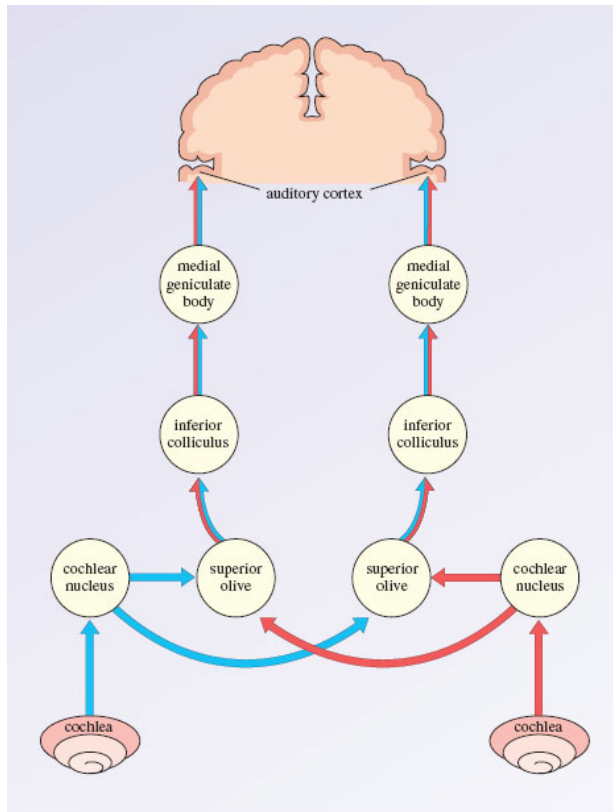 auditory cortex
medial
geniculate
body
medial
geniculate
body
inferior
colliculus
inferior
colliculus
cochlear
nucleus
superior
olive
superior
olive
cochlear
nucleus
cochlea
cochlea